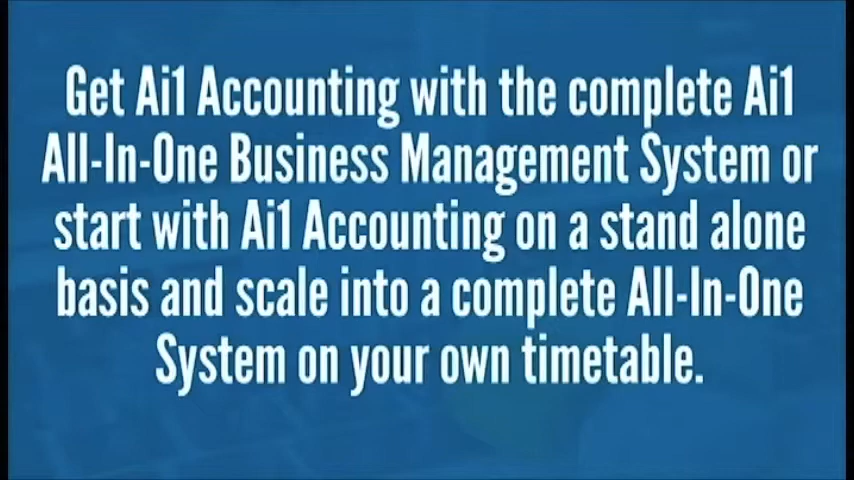 Get Ai1 Accounting with the complete Ai1
All-In-One Business Management System or
start with Ai1 Accounting on a stand alone
basis and scale into a complete All-In-One
System on your own timetable.